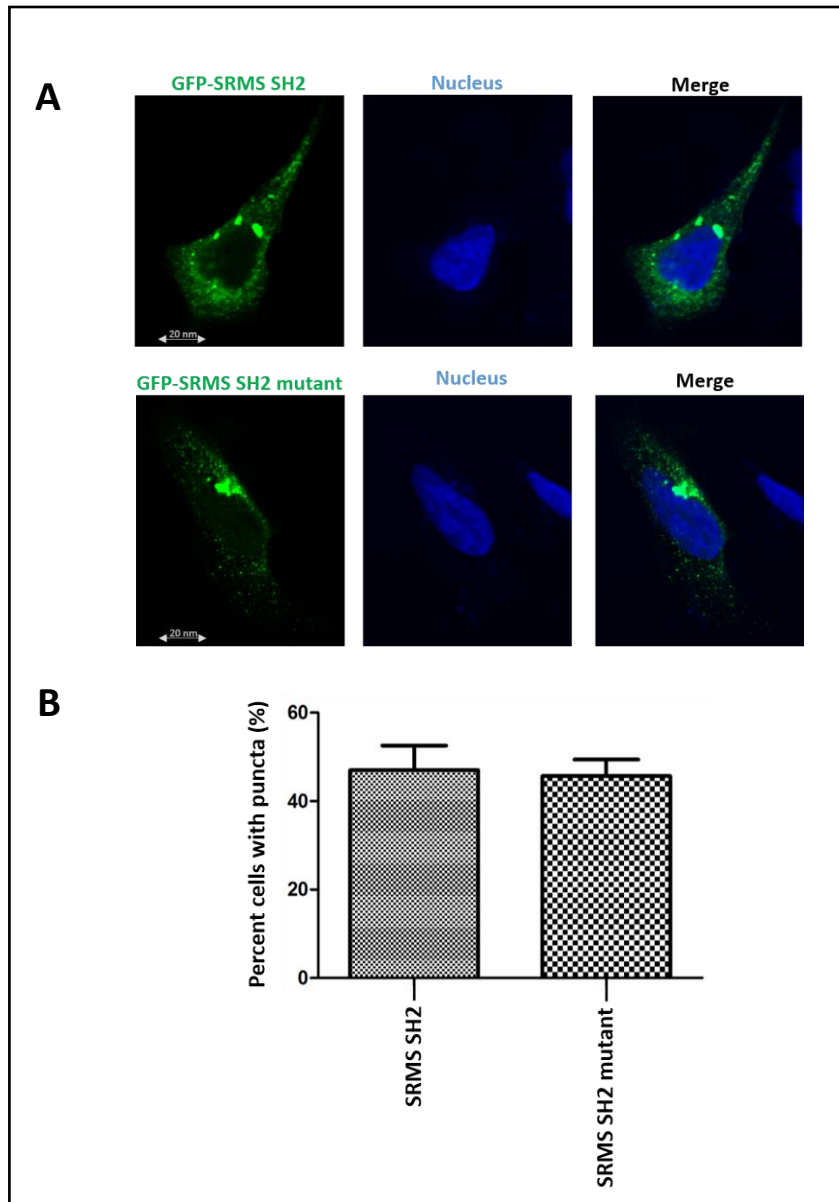 A
GFP-SRMS SH2
Nucleus
Merge
20 nm
GFP-SRMS SH2 mutant
Nucleus
Merge
20 nm
B
Percent cells with puncta (%)
60
40
20
0
SRMS SH2
SRMS SH2 mutant